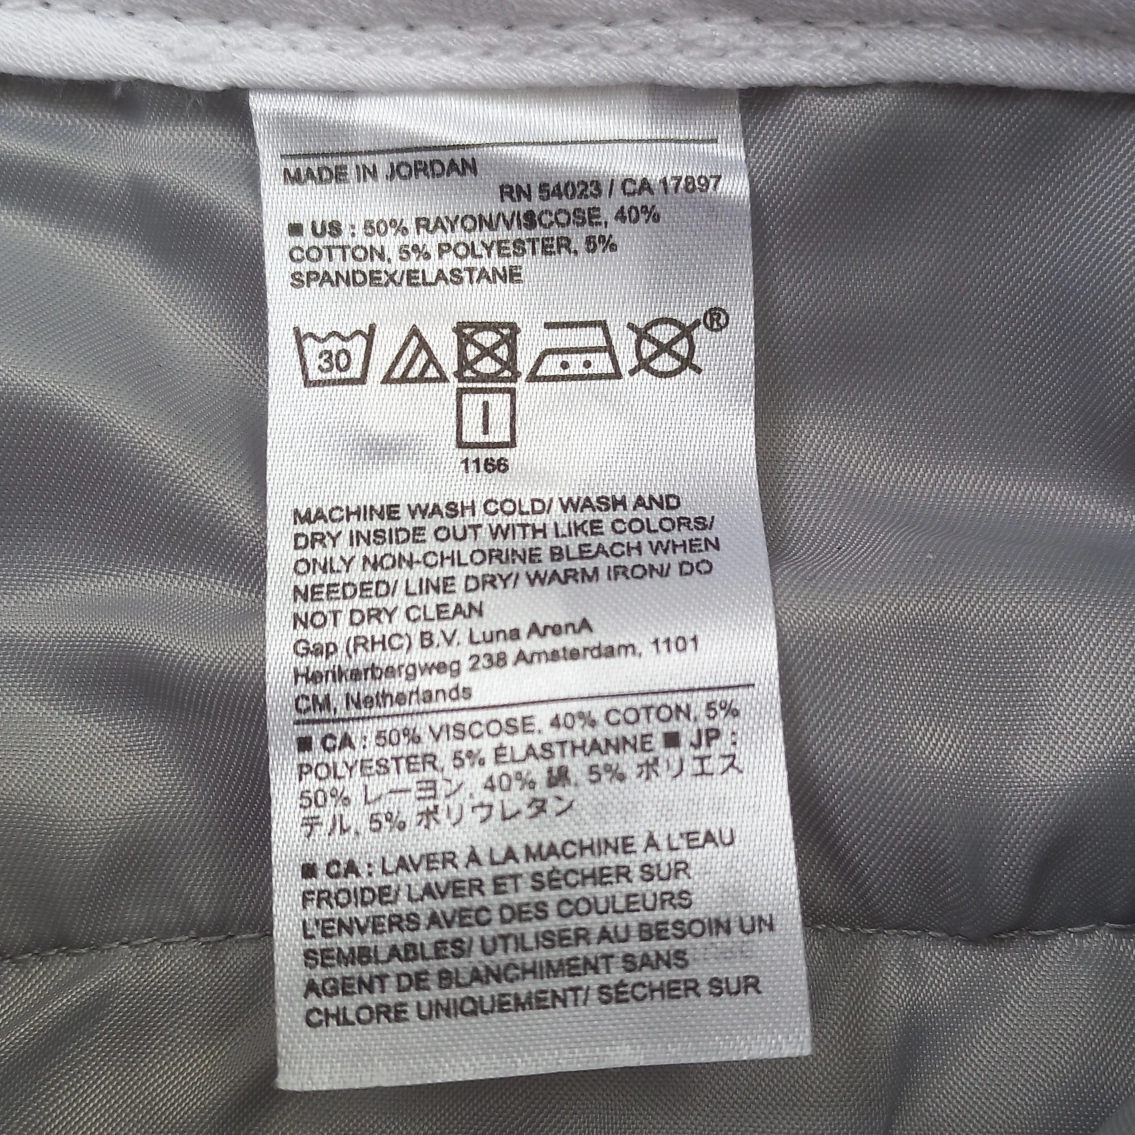 MADE IN JORDAN
RN 54023 / CA 17897
■ US : 50% RAYON/VISCOSE, 40%
COTTON, 5% POLYESTER, 5%
SPANDEX/ELASTANE
30
®
1166
MACHINE WASH COLD/ WASH AND
DRY INSIDE OUT WITH LIKE COLORS/
ONLY NON-CHLORINE BLEACH WHEN
NEEDED/ LINE DRY/ WARM IRON/ DO
NOT DRY CLEAN
Gap (RHC) B.V. Luna ArenA
Herikerbergweg 238 Amsterdam, 1101
CM, Netherlands
■ CA : 50% VISCOSE, 40% COTON, 5%
POLYESTER, 5% ÉLASTHANNE ■ JP :
50% レーヨン, 40% 綿, 5% ポリエス
テル, 5% ポリウレタン
■ CA : LAVER À LA MACHINE À L'EAU
FROIDE/ LAVER ET SÉCHER SUR
L'ENVERS AVEC DES COULEURS
SEMBLABLES/ UTILISER AU BESOIN UN
AGENT DE BLANCHIMENT SANS
CHLORE UNIQUEMENT/ SÉCHER SUR